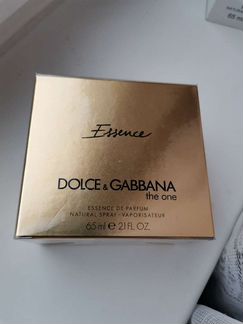 Essence
DOLCE & GABBANA
the one
ESSENCE DE PARFUM
NATURAL SPRAY - VAPORISATEUR
65 ml ℮ 2.1 FL. OZ.